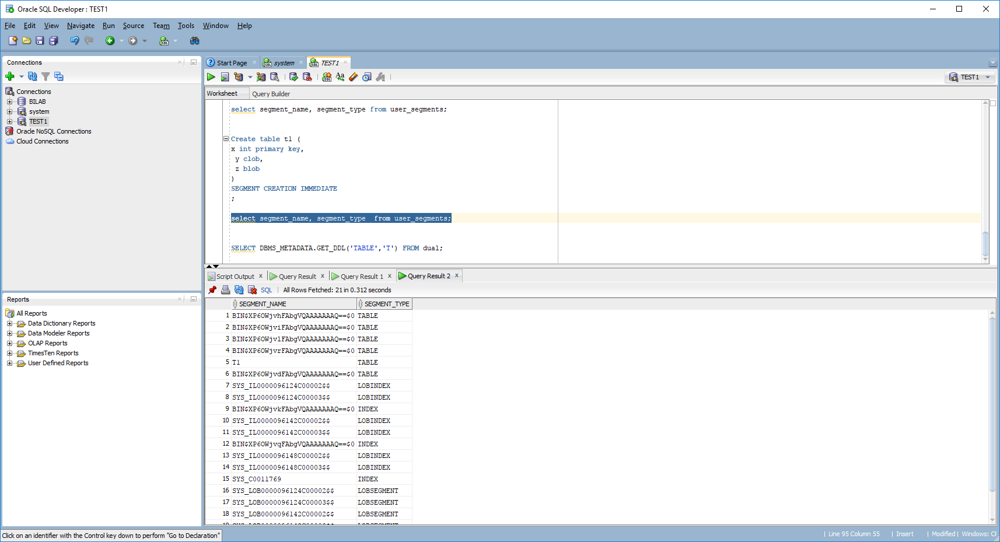 Oracle SQL Developer : TEST1
File Edit View Navigate Run Source Team Tools Window Help
Connections
Connections
BILAB
system
TEST1
Oracle NoSQL Connections
Cloud Connections
Reports
All Reports
Data Dictionary Reports
Data Modeler Reports
OLAP Reports
TimesTen Reports
User Defined Reports
Start Page system TEST1
TEST1
Worksheet Query Builder
select segment_name, segment_type from user_segments;
Create table t1 (
x int primary key,
y clob,
z blob
)
SEGMENT CREATION IMMEDIATE
;
select segment_name, segment_type  from user_segments;
SELECT DBMS_METADATA.GET_DDL('TABLE','T') FROM dual;
Script Output x Query Result x Query Result 1 x Query Result 2 x
SQL All Rows Fetched: 21 in 0.312 seconds
SEGMENT_NAME SEGMENT_TYPE
1 BIN$XP6OWjvhFAbgVQAAAAAAAQ==$0 TABLE
2 BIN$XP6OWjviFAbgVQAAAAAAAQ==$0 TABLE
3 BIN$XP6OWjvlFAbgVQAAAAAAAQ==$0 TABLE
4 BIN$XP6OWjvrFAbgVQAAAAAAAQ==$0 TABLE
5 T1 TABLE
6 BIN$XP6OWjvdFAbgVQAAAAAAAQ==$0 TABLE
7 SYS_IL0000096124C00002$$ LOBINDEX
8 SYS_IL0000096124C00003$$ LOBINDEX
9 BIN$XP6OWjvkFAbgVQAAAAAAAQ==$0 INDEX
10 SYS_IL0000096142C00002$$ LOBINDEX
11 SYS_IL0000096142C00003$$ LOBINDEX
12 BIN$XP6OWjvqFAbgVQAAAAAAAQ==$0 INDEX
13 SYS_IL0000096148C00002$$ LOBINDEX
14 SYS_IL0000096148C00003$$ LOBINDEX
15 SYS_C0011769 INDEX
16 SYS_LOB0000096124C00002$$ LOBSEGMENT
17 SYS_LOB0000096124C00003$$ LOBSEGMENT
18 SYS_LOB0000096142C00002$$ LOBSEGMENT
Click on an identifier with the Control key down to perform "Go to Declaration"
Line 95 Column 55 Insert Modified Windows: CF